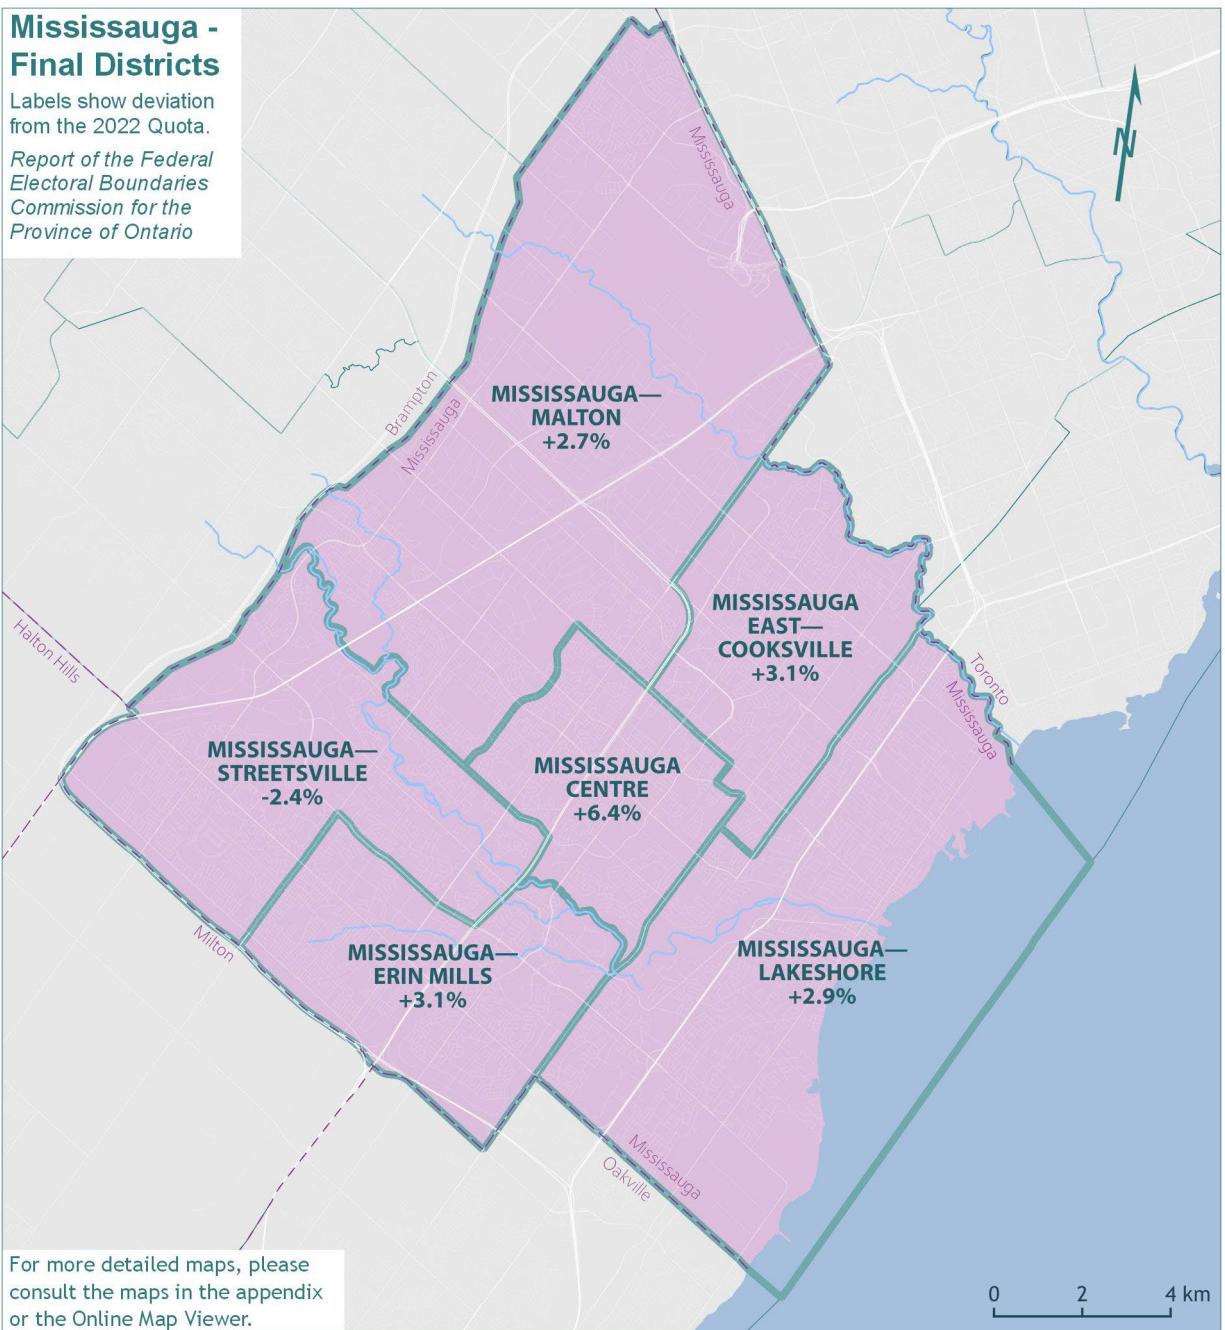 Mississauga -
Final Districts
Labels show deviation
from the 2022 Quota.
Report of the Federal
Electoral Boundaries
Commission for the
Province of Ontario
N
Mississauga
Brampton
Mississauga
MISSISSAUGA—
MALTON
+2.7%
MISSISSAUGA
EAST—
COOKSVILLE
+3.1%
Halton Hills
Toronto
Mississauga
MISSISSAUGA—
STREETSVILLE
-2.4%
MISSISSAUGA
CENTRE
+6.4%
Milton
MISSISSAUGA—
ERIN MILLS
+3.1%
MISSISSAUGA—
LAKESHORE
+2.9%
Mississauga
Oakville
For more detailed maps, please
consult the maps in the appendix
or the Online Map Viewer.
0 2 4 km